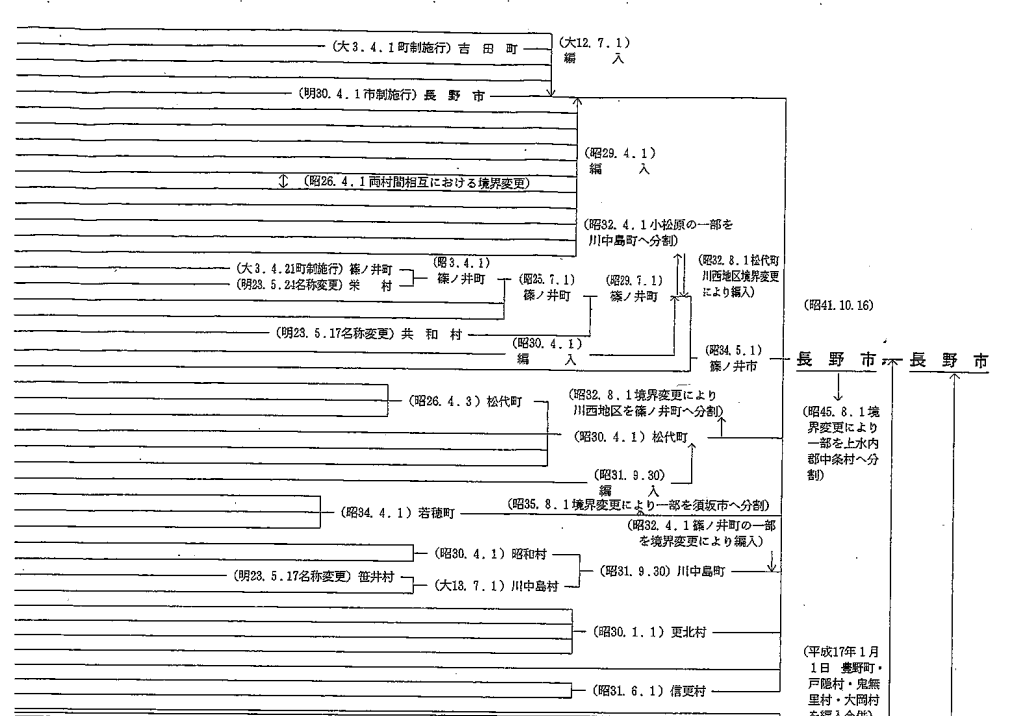 (大3.4.1町制施行) 吉田町
(大12.7.1)
編入
(明30.4.1市制施行) 長野市
(昭29.4.1)
編入
(昭26.4.1両村間相互における境界変更)
(昭32.4.1小松原の一部を
川中島町へ分割)
(大3.4.21町制施行) 篠ノ井町
(明23.5.24名称変更) 栄村
(昭3.4.1)
篠ノ井町
(昭25.7.1)
篠ノ井町
(昭29.7.1)
篠ノ井町
(昭32.8.1松代町
川西地区境界変更
により編入)
(明23.5.17名称変更) 共和村
(昭30.4.1)
編入
(昭34.5.1)
篠ノ井市
(昭41.10.16)
長野市
長野市
(昭26.4.3) 松代町
(昭32.8.1境界変更により
川西地区を篠ノ井町へ分割)
(昭30.4.1) 松代町
(昭31.9.30)
編入
(昭45.8.1境
界変更により
一部を上水内
郡中条村へ分
割)
(昭35.8.1境界変更により一部を須坂市へ分割)
(昭34.4.1) 若穂町
(昭32.4.1篠ノ井町の一部
を境界変更により編入)
(昭30.4.1) 昭和村
(明23.5.17名称変更) 笹井村
(大13.7.1) 川中島村
(昭31.9.30) 川中島町
(昭30.1.1) 更北村
(昭31.6.1) 信更村
(平成17年1月
1日 豊野町・
戸隠村・鬼無
里村・大岡村
を編入合併)